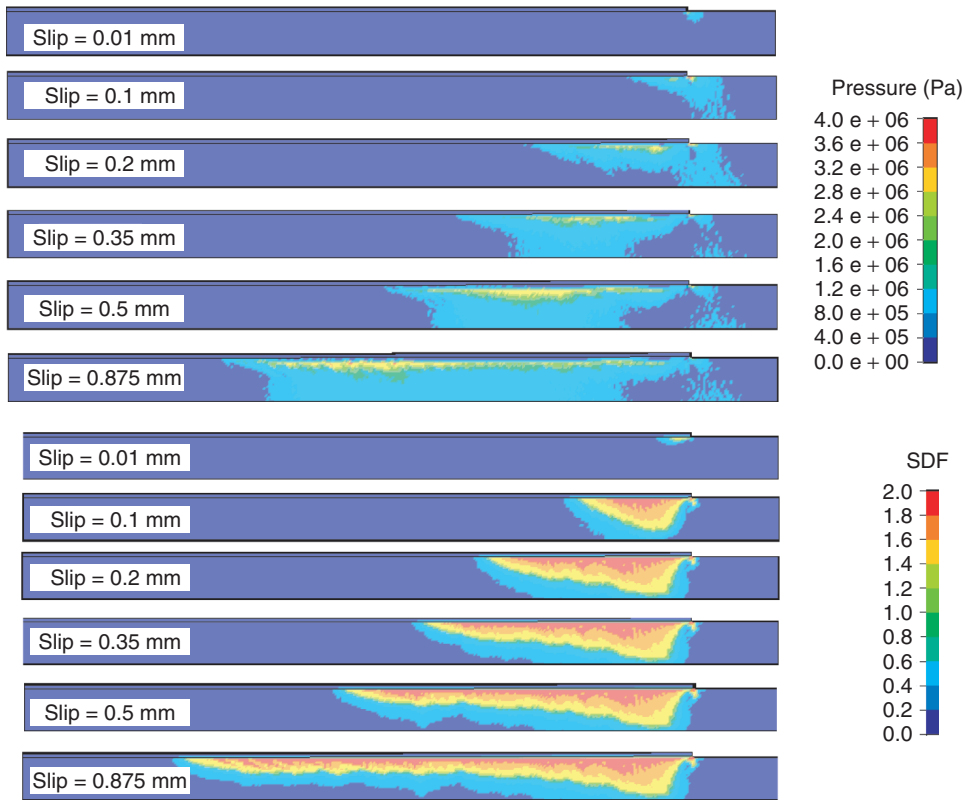 Slip = 0.01 mm
Slip = 0.1 mm
Slip = 0.2 mm
Slip = 0.35 mm
Slip = 0.5 mm
Slip = 0.875 mm
Pressure (Pa)
4.0 e + 06
3.6 e + 06
3.2 e + 06
2.8 e + 06
2.4 e + 06
2.0 e + 06
1.6 e + 06
1.2 e + 06
8.0 e + 05
4.0 e + 05
0.0 e + 00
Slip = 0.01 mm
Slip = 0.1 mm
Slip = 0.2 mm
Slip = 0.35 mm
Slip = 0.5 mm
Slip = 0.875 mm
SDF
2.0
1.8
1.6
1.4
1.2
1.0
0.8
0.6
0.4
0.2
0.0